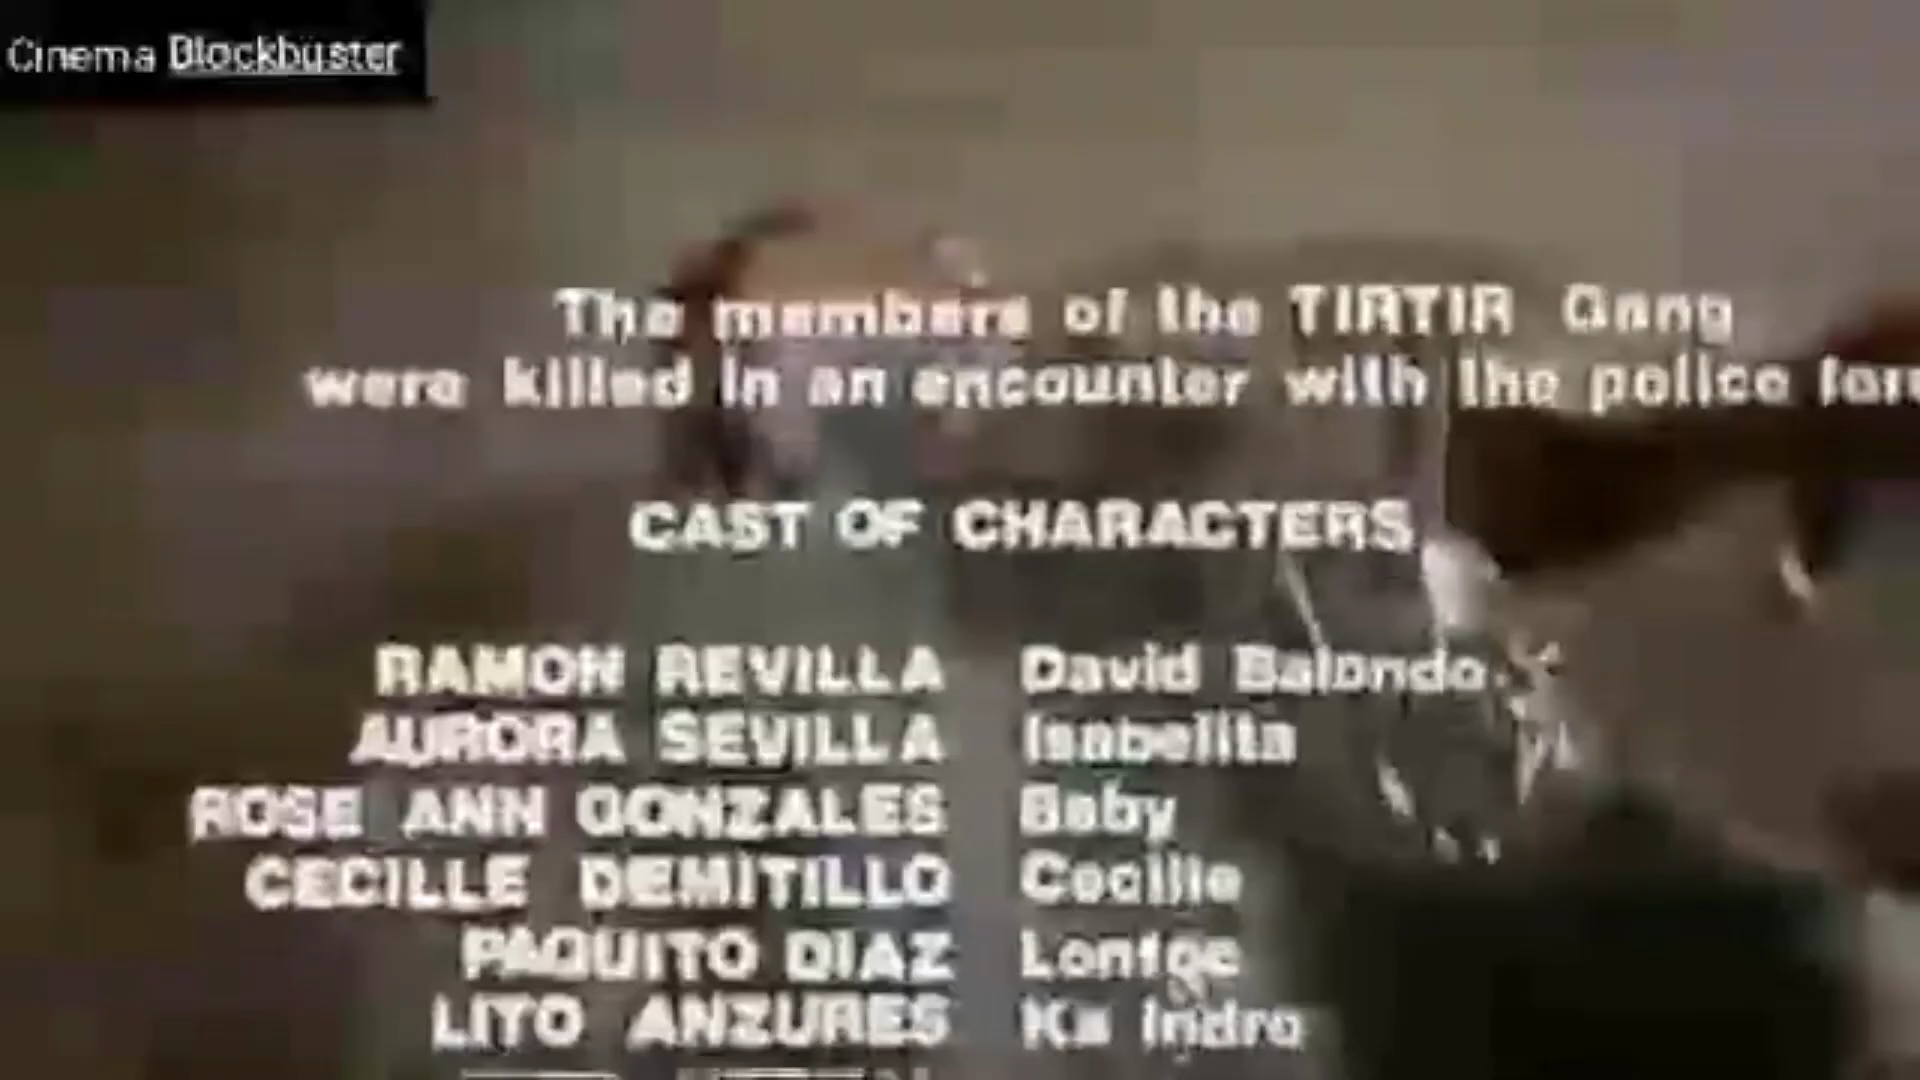 Cinema Blockbuster
The members of the TIRTIR Gang
were killed in an encounter with the police
CAST OF CHARACTERS
RAMON REVILLA David Balondo
AURORA SEVILLA Isabelita
ROSE ANN GONZALES Baby
CECILLE DEMITILLO Cecille
PAQUITO DIAZ
LITO ANZURES Ka Indro